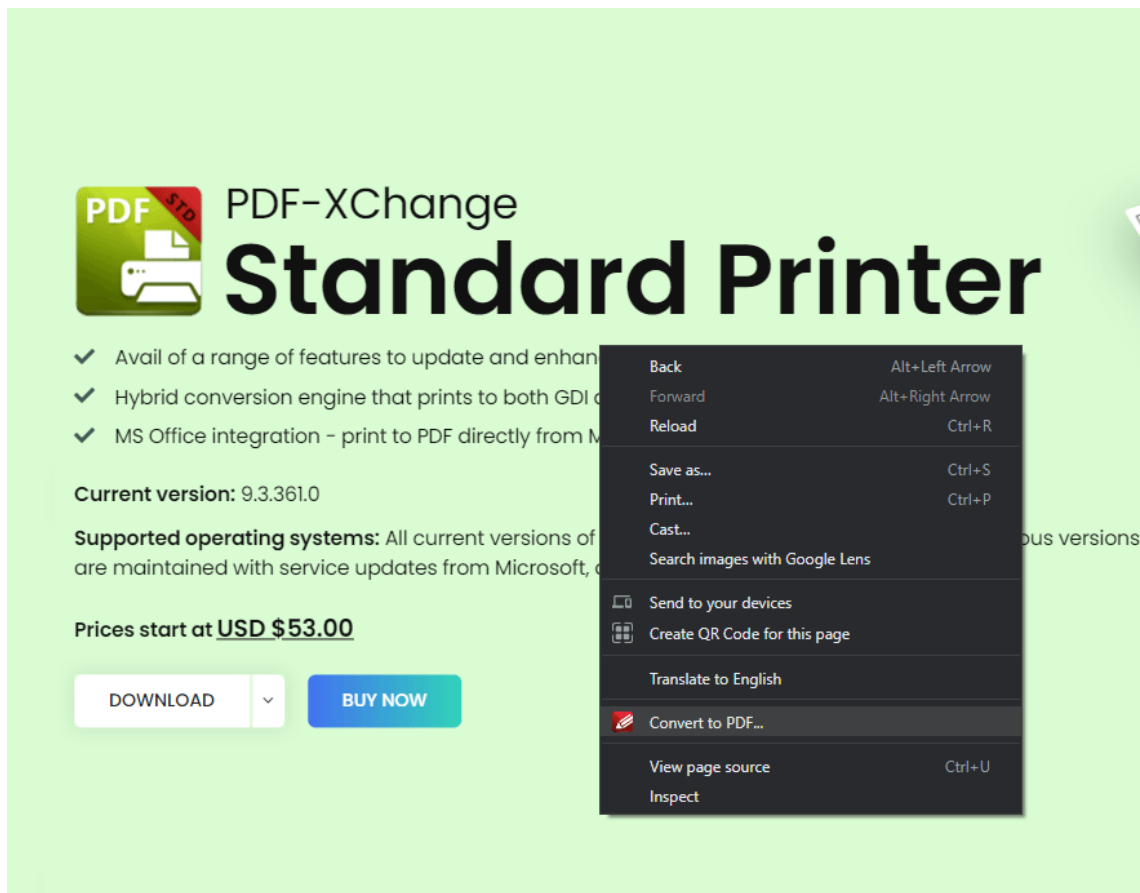 PDF STD
PDF-XChange
Standard Printer
Avail of a range of features to update and enhan
Hybrid conversion engine that prints to both GDI
MS Office integration - print to PDF directly from M
Current version: 9.3.361.0
Supported operating systems: All current versions of ous versions
are maintained with service updates from Microsoft,
Prices start at USD $53.00
DOWNLOAD
BUY NOW
Back Alt+Left Arrow
Forward Alt+Right Arrow
Reload Ctrl+R
Save as... Ctrl+S
Print... Ctrl+P
Cast...
Search images with Google Lens
Send to your devices
Create QR Code for this page
Translate to English
Convert to PDF...
View page source Ctrl+U
Inspect